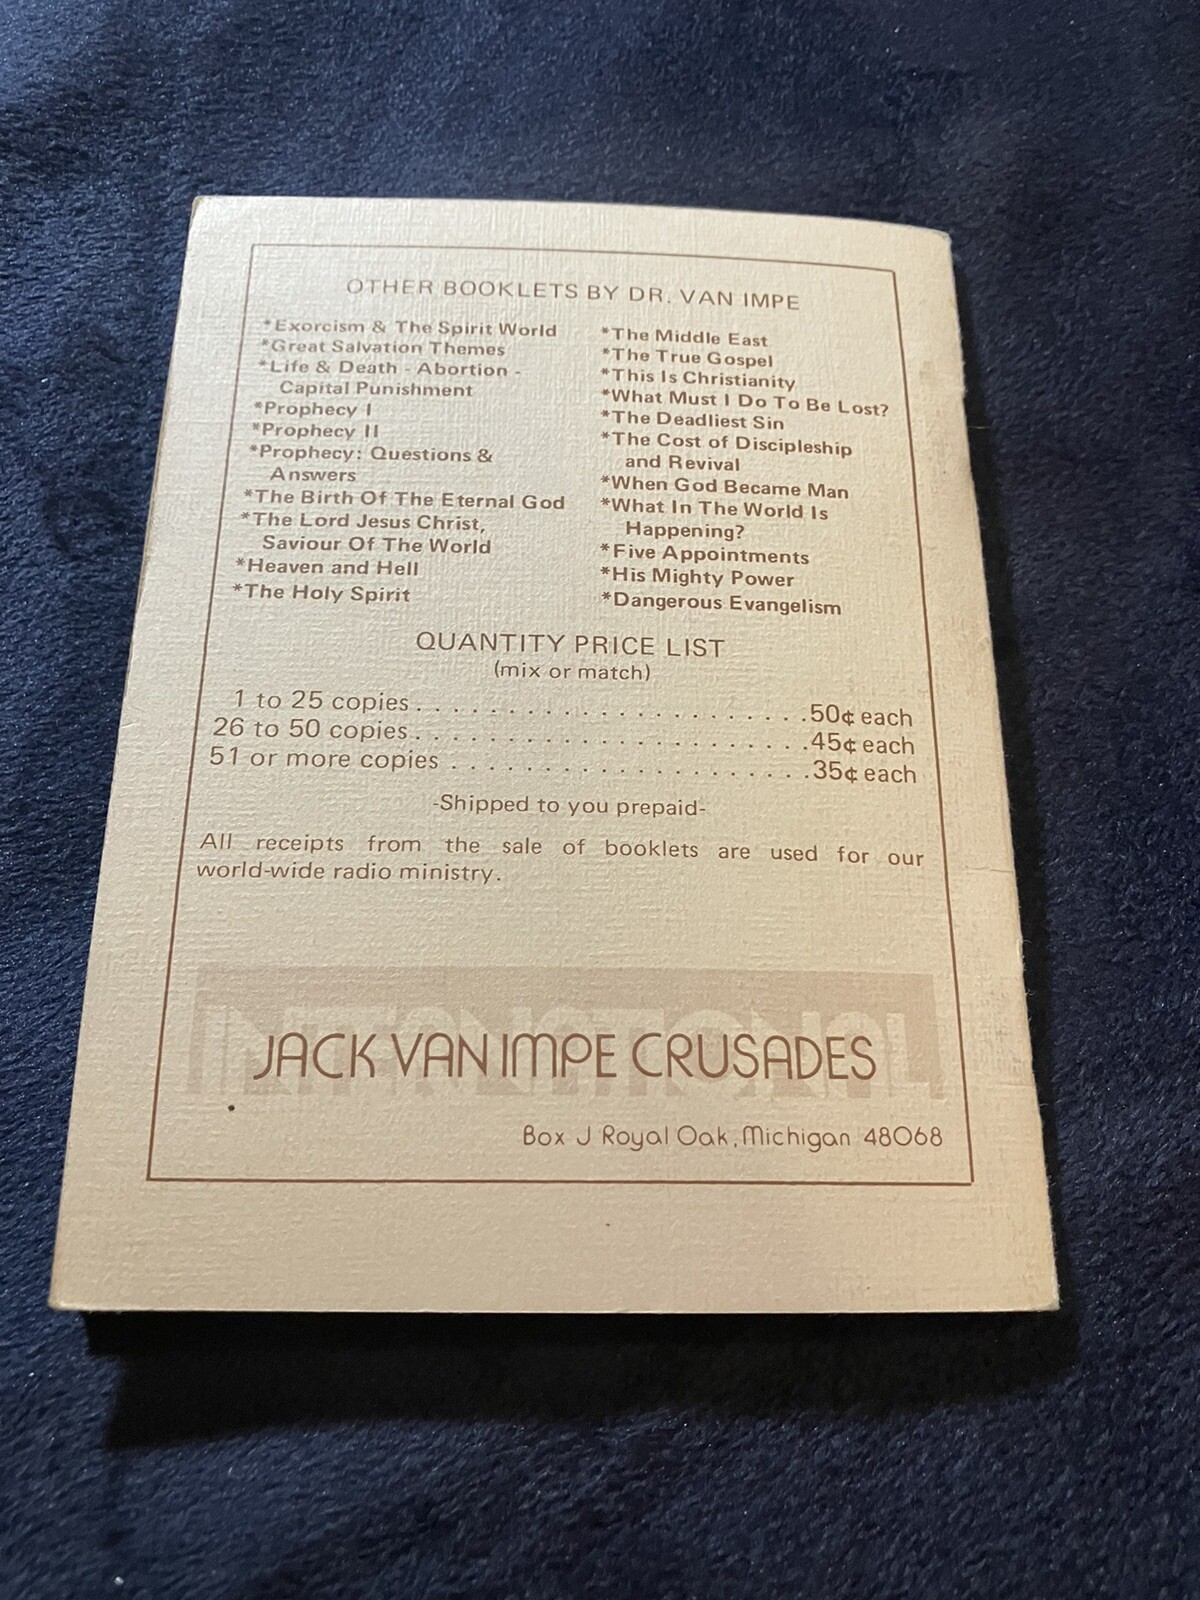 OTHER BOOKLETS BY DR. VAN IMPE
*Exorcism & The Spirit World
*Great Salvation Themes
*Life & Death - Abortion -
Capital Punishment
*Prophecy I
*Prophecy II
*Prophecy: Questions &
Answers
*The Birth Of The Eternal God
*The Lord Jesus Christ,
Saviour Of The World
*Heaven and Hell
*The Holy Spirit
*The Middle East
*The True Gospel
*This Is Christianity
*What Must I Do To Be Lost?
*The Deadliest Sin
*The Cost of Discipleship
and Revival
*When God Became Man
*What In The World Is
Happening?
*Five Appointments
*His Mighty Power
*Dangerous Evangelism
QUANTITY PRICE LIST
(mix or match)
1 to 25 copies . . . . . . . . . . . . . . . . . . . . . . . .50¢ each
26 to 50 copies . . . . . . . . . . . . . . . . . . . . . . . .45¢ each
51 or more copies . . . . . . . . . . . . . . . . . . . . . .35¢ each
-Shipped to you prepaid-
All receipts from the sale of booklets are used for our
world-wide radio ministry.
INTERNATIONAL
JACK VAN IMPE CRUSADES
Box J Royal Oak, Michigan 48068